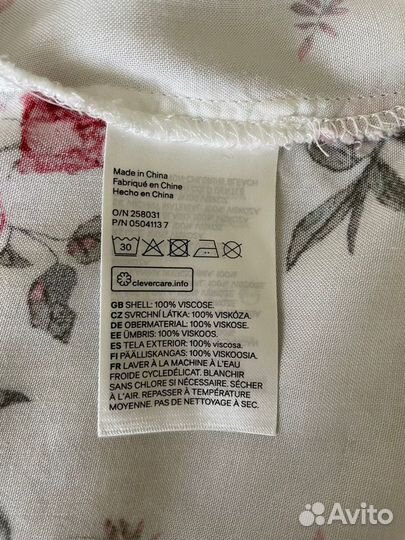 Made in China
Fabriqué en Chine
Hecho en China
O/N 258031
P/N 0504113 7
30
clevercare.info
GB SHELL: 100% VISCOSE.
CZ SVRCHNÍ LÁTKA: 100% VISKÓZA.
DE OBERMATERIAL: 100% VISKOSE.
EE ÜMBRIS: 100% VISKOOS.
ES TELA EXTERIOR: 100% viscosa.
FI PÄÄLLISKANGAS: 100% VISKOOSIA.
FR LAVER À LA MACHINE À L'EAU
FROIDE CYCLEDÉLICAT. BLANCHIR
SANS CHLORE SI NÉCESSAIRE. SÉCHER
À L'AIR. REPASSER À TEMPÉRATURE
MOYENNE. PAS DE NETTOYAGE À SEC.
Avito